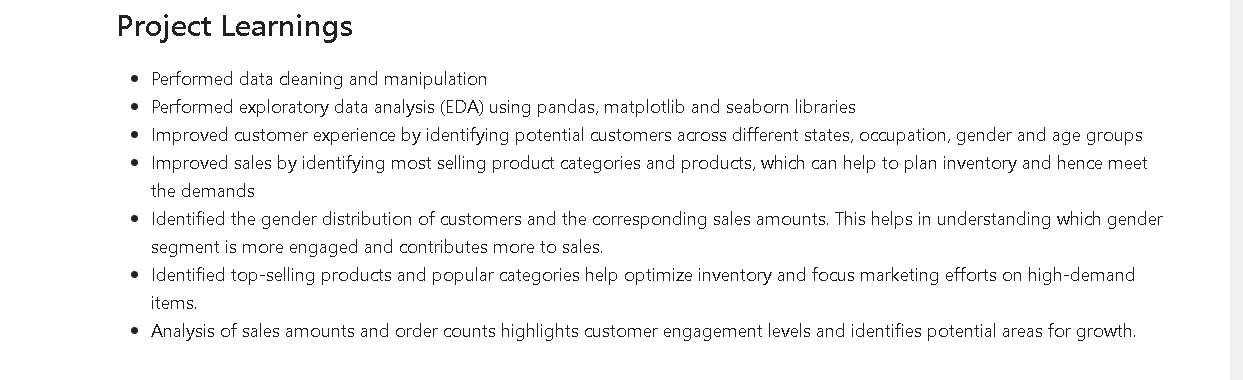 Project Learnings
• Performed data cleaning and manipulation
• Performed exploratory data analysis (EDA) using pandas, matplotlib and seaborn libraries
• Improved customer experience by identifying potential customers across different states, occupation, gender and age groups
• Improved sales by identifying most selling product categories and products, which can help to plan inventory and hence meet
the demands
• Identified the gender distribution of customers and the corresponding sales amounts. This helps in understanding which gender
segment is more engaged and contributes more to sales.
• Identified top-selling products and popular categories help optimize inventory and focus marketing efforts on high-demand
items.
• Analysis of sales amounts and order counts highlights customer engagement levels and identifies potential areas for growth.